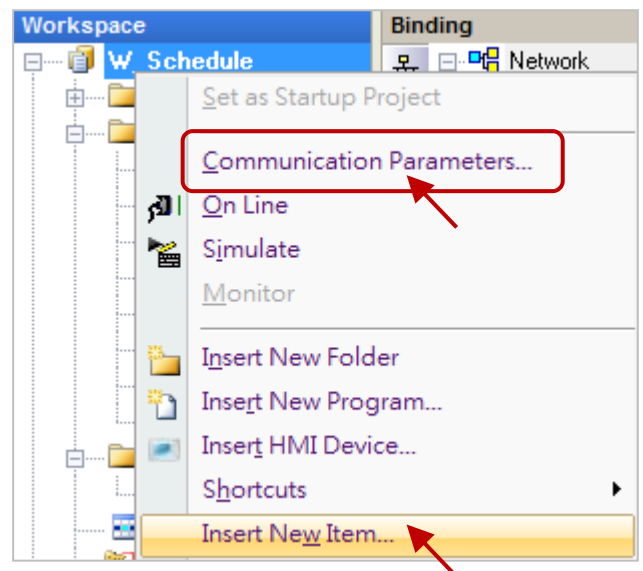 Workspace
Binding
W_Schedule
Network
Set as Startup Project
Communication Parameters...
On Line
Simulate
Monitor
Insert New Folder
Insert New Program...
Insert HMI Device...
Shortcuts
Insert New Item...